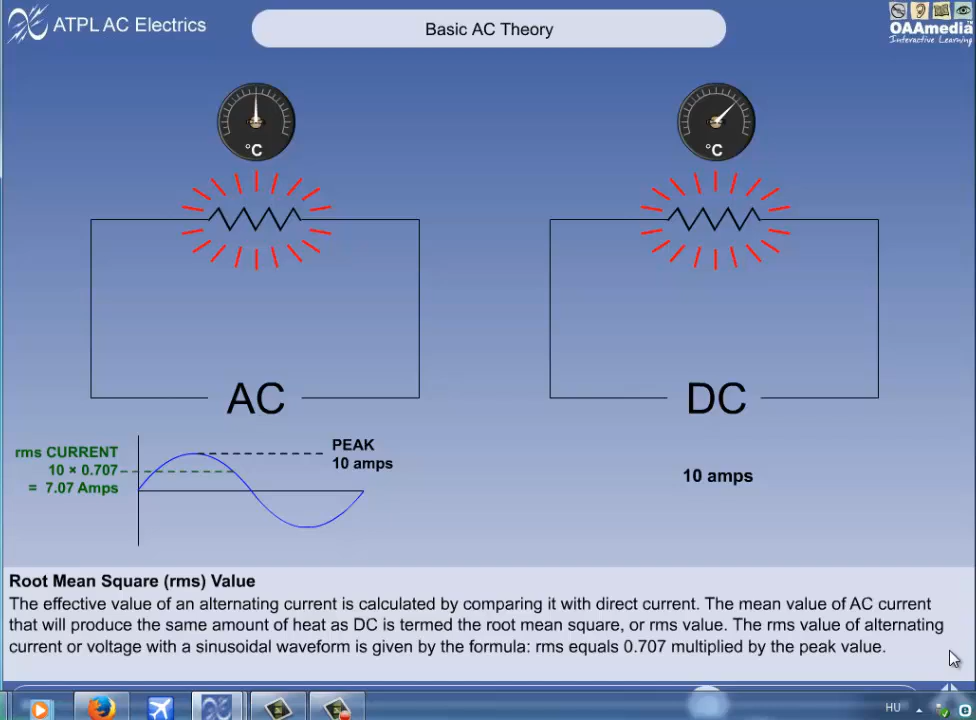 ATPL AC Electrics
Basic AC Theory
OAAmedia
Interactive Learning
°C
°C
AC
DC
rms CURRENT
10 × 0.707
= 7.07 Amps
PEAK
10 amps
10 amps
Root Mean Square (rms) Value
The effective value of an alternating current is calculated by comparing it with direct current. The mean value of AC current
that will produce the same amount of heat as DC is termed the root mean square, or rms value. The rms value of alternating
current or voltage with a sinusoidal waveform is given by the formula: rms equals 0.707 multiplied by the peak value.
HU